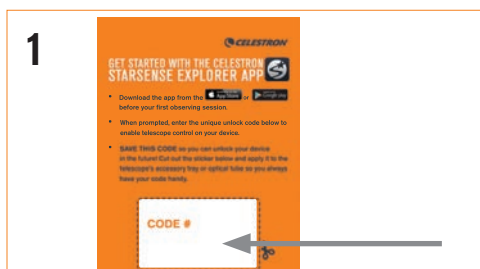 1
CELESTRON
GET STARTED WITH THE CELESTRON
STARSENSE EXPLORER APP
• Download the app from the App Store or Google play
before your first observing session.
• When prompted, enter the unique unlock code below to
enable telescope control on your device.
• SAVE THIS CODE so you can unlock your device
in the future! Cut out the sticker below and apply it to the
telescope's accessory tray or optical tube so you always
have your code handy.
CODE #